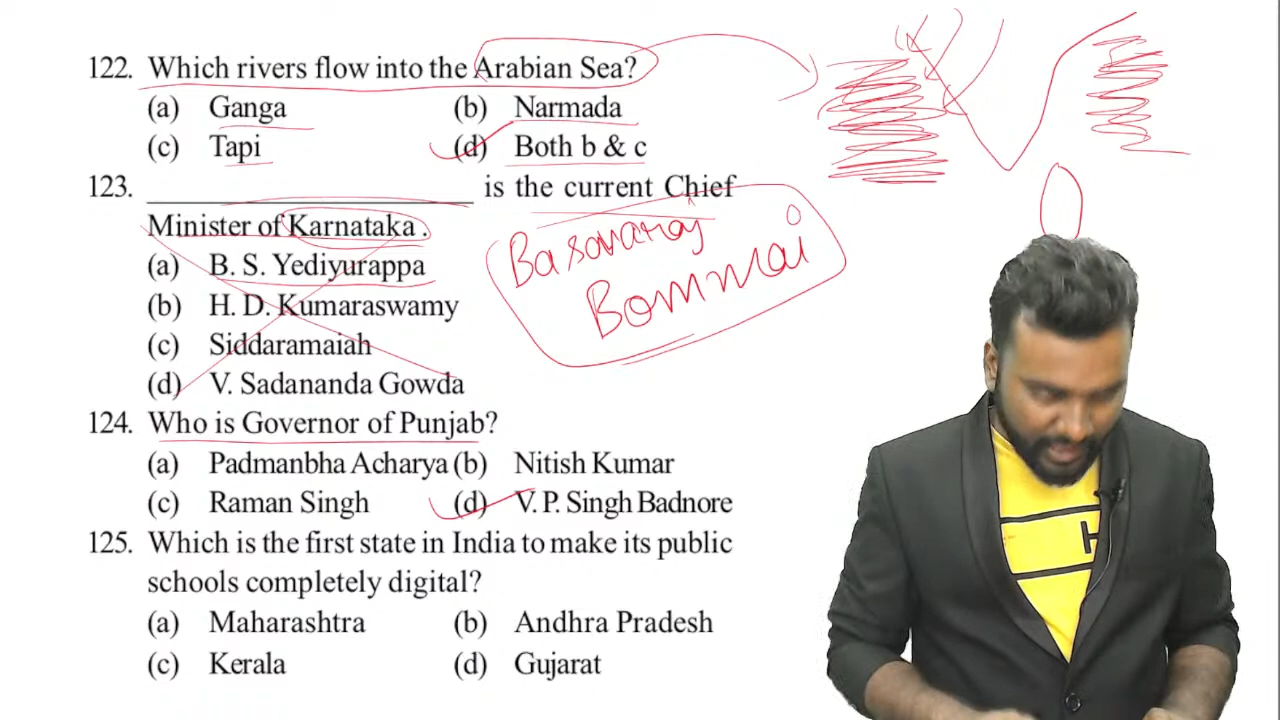 122. Which rivers flow into the Arabian Sea?
(a) Ganga (b) Narmada
(c) Tapi (d) Both b & c
123. ____________________ is the current Chief
Minister of Karnataka .
Basavaraj
Bommai
(a) B. S. Yediyurappa
(b) H. D. Kumaraswamy
(c) Siddaramaiah
(d) V. Sadananda Gowda
124. Who is Governor of Punjab?
(a) Padmanbha Acharya (b) Nitish Kumar
(c) Raman Singh (d) V. P. Singh Badnore
125. Which is the first state in India to make its public
schools completely digital?
(a) Maharashtra (b) Andhra Pradesh
(c) Kerala (d) Gujarat
H